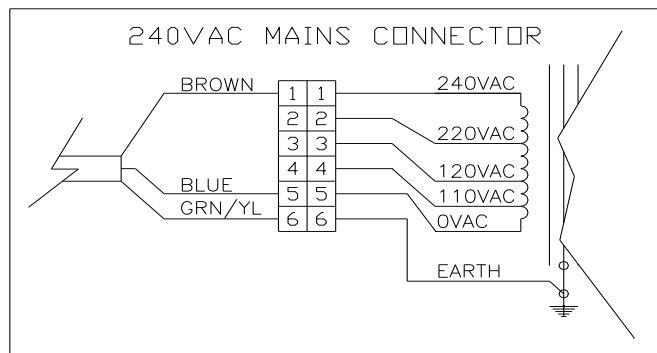 240VAC MAINS CONNECTOR
BROWN 1 1 240VAC
2 2 220VAC
3 3 120VAC
4 4 110VAC
BLUE 5 5 0VAC
GRN/YL 6 6
EARTH